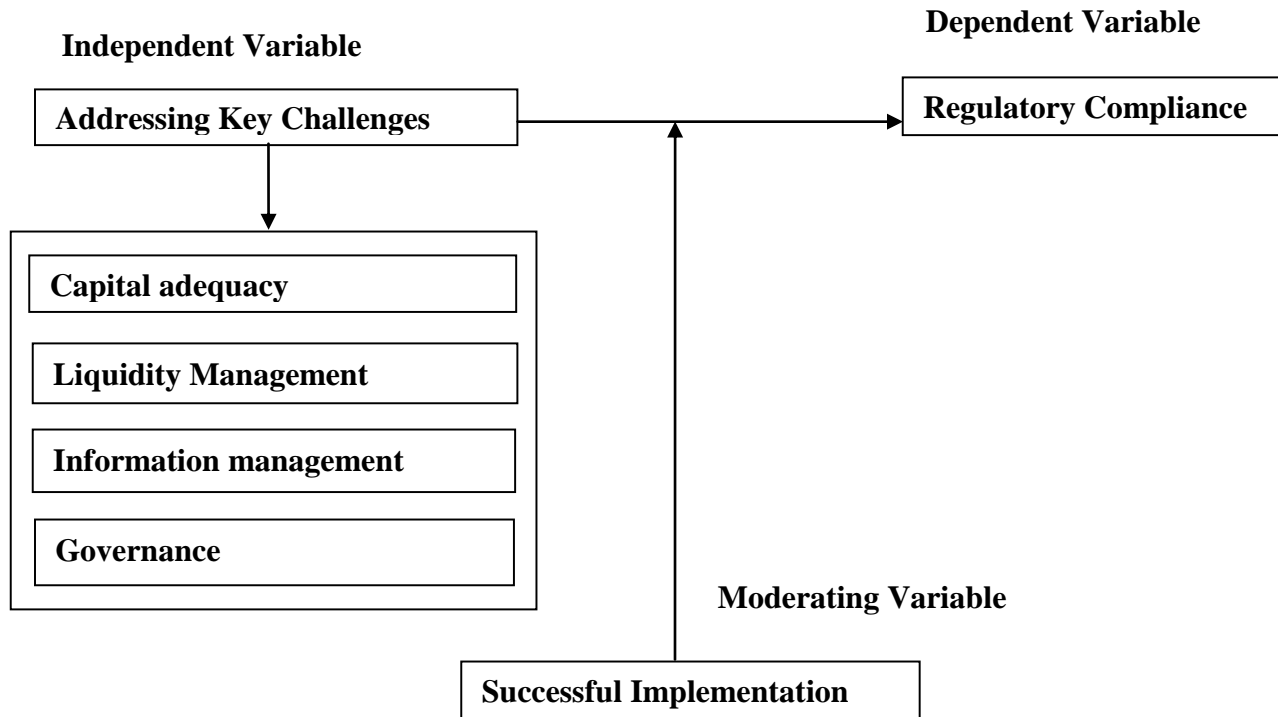 Independent Variable
Dependent Variable
Addressing Key Challenges
Regulatory Compliance
Capital adequacy
Liquidity Management
Information management
Governance
Moderating Variable
Successful Implementation